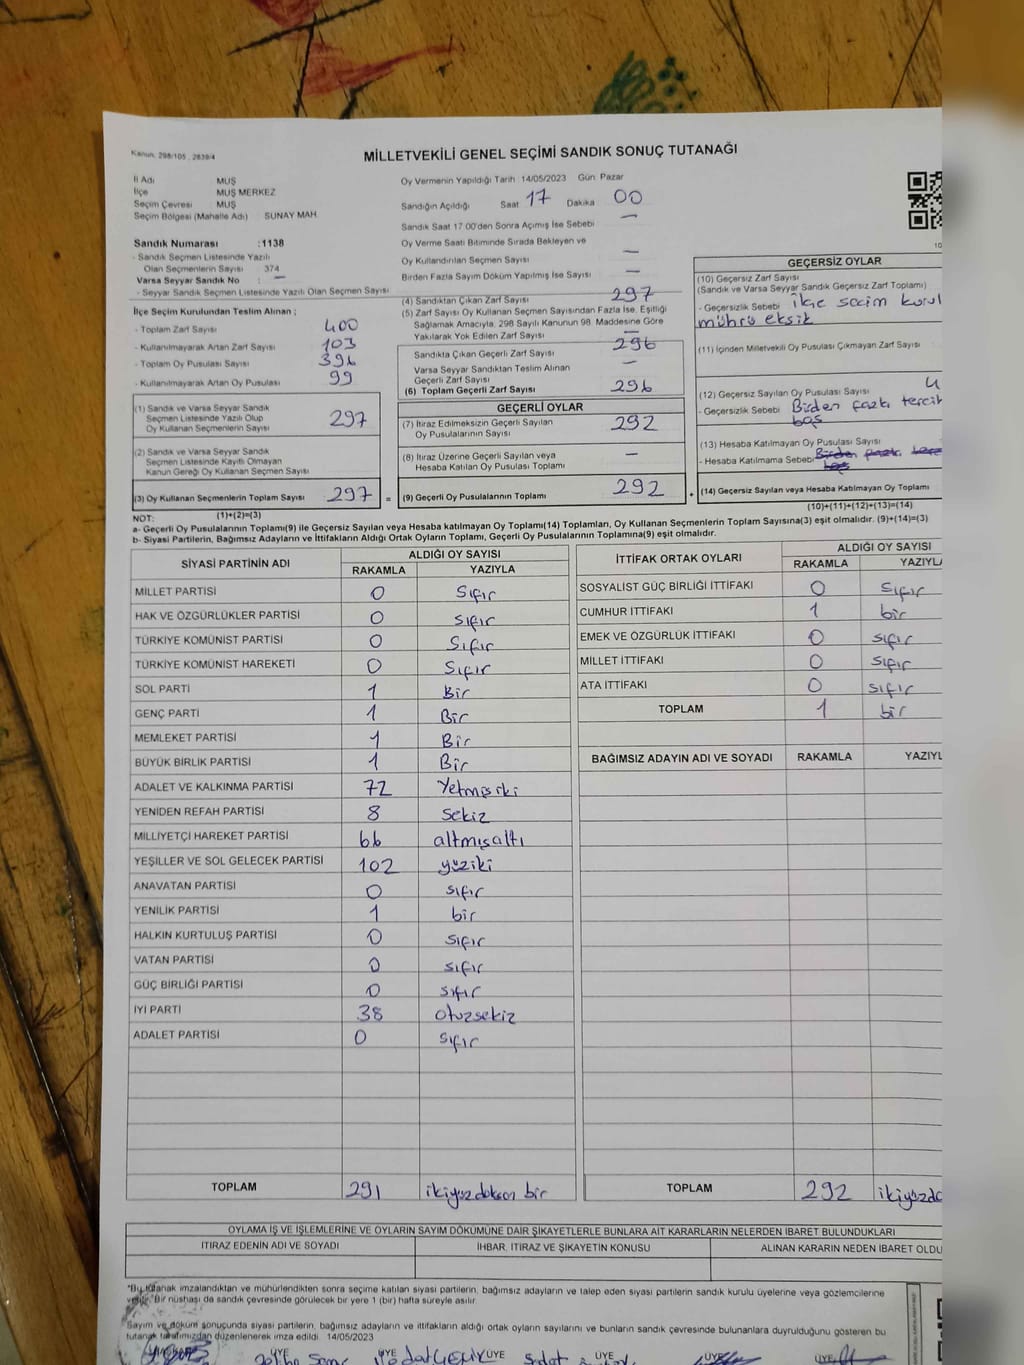 Kanun: 298/105 , 2839/4
MİLLETVEKİLİ GENEL SEÇİMİ SANDIK SONUÇ TUTANAĞI
İl Adı MUŞ
İlçe MUŞ MERKEZ
Seçim Çevresi : MUŞ
Seçim Bölgesi (Mahalle Adı) SUNAY MAH.
Sandık Numarası :1138
- Sandık Seçmen Listesinde Yazılı
Olan Seçmenlerin Sayısı 374
Varsa Seyyar Sandık No : —
- Seyyar Sandık Seçmen Listesinde Yazılı Olan Seçmen Sayısı
İlçe Seçim Kurulundan Teslim Alınan ;
- Toplam Zarf Sayısı 400
- Kullanılmayarak Artan Zarf Sayısı 103
- Toplam Oy Pusulası Sayısı 396
- Kullanılmayarak Artan Oy Pusulası 99
(1) Sandık ve Varsa Seyyar Sandık
Seçmen Listesinde Yazılı Olup
Oy Kullanan Seçmenlerin Sayısı 297
(2) Sandık ve Varsa Seyyar Sandık
Seçmen Listesinde Kayıtlı Olmayan
Kanun Gereği Oy Kullanan Seçmen Sayısı
(3) Oy Kullanan Seçmenlerin Toplam Sayısı 297 =
(1)+(2)=(3)
Oy Vermenin Yapıldığı Tarih 14/05/2023 Gün: Pazar
Sandığın Açıldığı Saat 17 Dakika 00
Sandık Saat 17.00'den Sonra Açılmış İse Sebebi —
Oy Verme Saati Bitiminde Sırada Bekleyen ve
Oy Kullandırılan Seçmen Sayısı —
Birden Fazla Sayım Döküm Yapılmış İse Sayısı —
(4) Sandıktan Çıkan Zarf Sayısı 297
(5) Zarf Sayısı Oy Kullanan Seçmen Sayısından Fazla İse, Eşitliği
Sağlamak Amacıyla, 298 Sayılı Kanunun 98. Maddesine Göre
Yakılarak Yok Edilen Zarf Sayısı —
Sandıkta Çıkan Geçerli Zarf Sayısı 296
Varsa Seyyar Sandıktan Teslim Alınan
Geçerli Zarf Sayısı —
(6) Toplam Geçerli Zarf Sayısı 296
GEÇERLİ OYLAR
(7) İtiraz Edilmeksizin Geçerli Sayılan
Oy Pusulalarının Sayısı 292
(8) İtiraz Üzerine Geçerli Sayılan veya
Hesaba Katılan Oy Pusulası Toplamı —
(9) Geçerli Oy Pusulalarının Toplamı 292 +
GEÇERSİZ OYLAR
(10) Geçersiz Zarf Sayısı
(Sandık ve Varsa Seyyar Sandık Geçersiz Zarf Toplamı)
- Geçersizlik Sebebi İlçe seçim kurul
mührü eksik
(11) İçinden Milletvekili Oy Pusulası Çıkmayan Zarf Sayısı
(12) Geçersiz Sayılan Oy Pusulası Sayısı 4
- Geçersizlik Sebebi Birden fazla tercih
boş
(13) Hesaba Katılmayan Oy Pusulası Sayısı
- Hesaba Katılmama Sebebi
(14) Geçersiz Sayılan veya Hesaba Katılmayan Oy Toplamı
(10)+(11)+(12)+(13)=(14)
NOT:
a- Geçerli Oy Pusulalarının Toplamı(9) ile Geçersiz Sayılan veya Hesaba katılmayan Oy Toplamı(14) Toplamları, Oy Kullanan Seçmenlerin Toplam Sayısına(3) eşit olmalıdır. (9)+(14)=(3)
b- Siyasi Partilerin, Bağımsız Adayların ve İttifakların Aldığı Ortak Oyların Toplamı, Geçerli Oy Pusulalarının Toplamına(9) eşit olmalıdır.
SİYASİ PARTİNİN ADI ALDIĞI OY SAYISI
RAKAMLA YAZIYLA
MİLLET PARTİSİ 0 Sıfır
HAK VE ÖZGÜRLÜKLER PARTİSİ 0 sıfır
TÜRKİYE KOMÜNİST PARTİSİ 0 Sıfır
TÜRKİYE KOMÜNİST HAREKETİ 0 Sıfır
SOL PARTİ 1 Bir
GENÇ PARTİ 1 Bir
MEMLEKET PARTİSİ 1 Bir
BÜYÜK BİRLİK PARTİSİ 1 Bir
ADALET VE KALKINMA PARTİSİ 72 Yetmişiki
YENİDEN REFAH PARTİSİ 8 sekiz
MİLLİYETÇİ HAREKET PARTİSİ 66 altmışaltı
YEŞİLLER VE SOL GELECEK PARTİSİ 102 yüziki
ANAVATAN PARTİSİ 0 sıfır
YENİLİK PARTİSİ 1 bir
HALKIN KURTULUŞ PARTİSİ 0 sıfır
VATAN PARTİSİ 0 sıfır
GÜÇ BİRLİĞİ PARTİSİ 0 sıfır
İYİ PARTİ 38 otuzsekiz
ADALET PARTİSİ 0 sıfır
TOPLAM 291 ikiyüzdoksan bir
İTTİFAK ORTAK OYLARI ALDIĞI OY SAYISI
RAKAMLA YAZIYLA
SOSYALİST GÜÇ BİRLİĞİ İTTİFAKI 0 Sıfır
CUMHUR İTTİFAKI 1 bir
EMEK VE ÖZGÜRLÜK İTTİFAKI 0 sıfır
MİLLET İTTİFAKI 0 sıfır
ATA İTTİFAKI 0 sıfır
TOPLAM 1 bir
BAĞIMSIZ ADAYIN ADI VE SOYADI RAKAMLA YAZIYL
TOPLAM 292 ikiyüzdo
OYLAMA İŞ VE İŞLEMLERİNE VE OYLARIN SAYIM DÖKÜMÜNE DAİR ŞİKAYETLERLE BUNLARA AİT KARARLARIN NELERDEN İBARET BULUNDUKLARI
İTİRAZ EDENİN ADI VE SOYADI İHBAR, İTİRAZ VE ŞİKAYETİN KONUSU ALINAN KARARIN NEDEN İBARET OLDU
*Bu tutanak imzalandıktan ve mühürlendikten sonra seçime katılan siyasi partilerin, bağımsız adayların ve talep eden siyasi partilerin sandık kurulu üyelerine veya gözlemcilerine
verilir. Bir nüshası da sandık çevresinde görülecek bir yere 1 (bir) hafta süreyle asılır.
Sayım ve döküm sonuçunda siyasi partilerin, bağımsız adayların ve ittifakların aldığı ortak oyların sayılarını ve bunların sandık çevresinde bulunanlara duyrulduğunu gösteren bu
tutanak tarafımızdan düzenlenerek imza edildi. 14/05/2023
ÜYE ÜYE ÜYE ÜYE ÜYE ÜYE